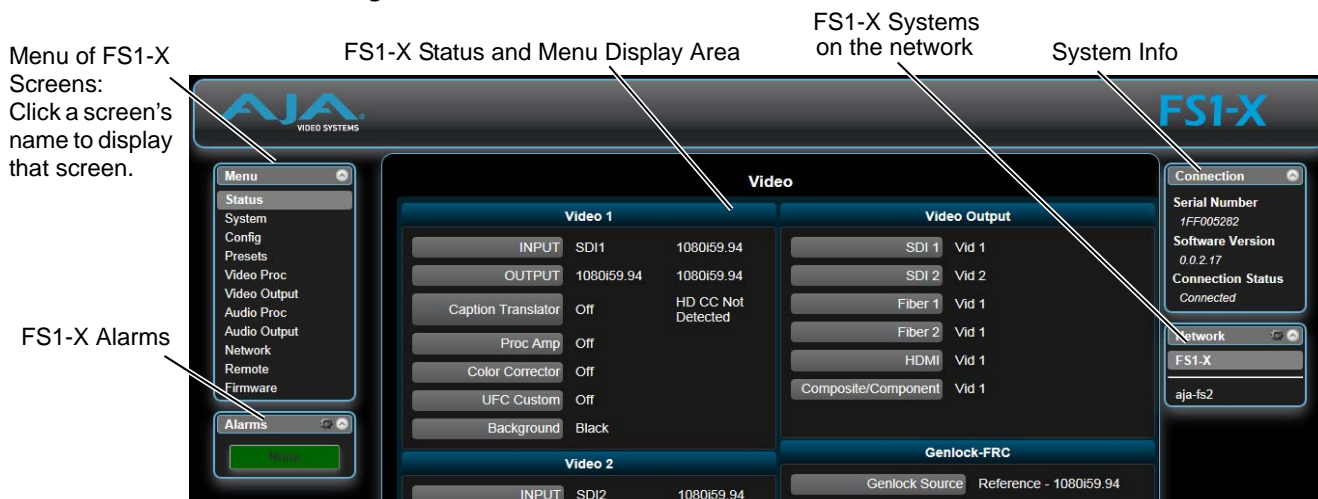 FS1-X Systems
on the network
Menu of FS1-X
Screens:
Click a screen's
name to display
that screen.
FS1-X Status and Menu Display Area
System Info
AJA
VIDEO SYSTEMS
FS1-X
Menu
Status
System
Config
Presets
Video Proc
Video Output
Audio Proc
Audio Output
Network
Remote
Firmware
FS1-X Alarms
Alarms
None
Video
Video 1
INPUT SDI1 1080i59.94
OUTPUT 1080i59.94 1080i59.94
Caption Translator Off HD CC Not
Detected
Proc Amp Off
Color Corrector Off
UFC Custom Off
Background Black
Video 2
INPUT SDI2 1080i59.94
Video Output
SDI 1 Vid 1
SDI 2 Vid 2
Fiber 1 Vid 1
Fiber 2 Vid 1
HDMI Vid 1
Composite/Component Vid 1
Genlock-FRC
Genlock Source Reference - 1080i59.94
Connection
Serial Number
1FF005282
Software Version
0.0.2.17
Connection Status
Connected
Network
FS1-X
aja-fs2